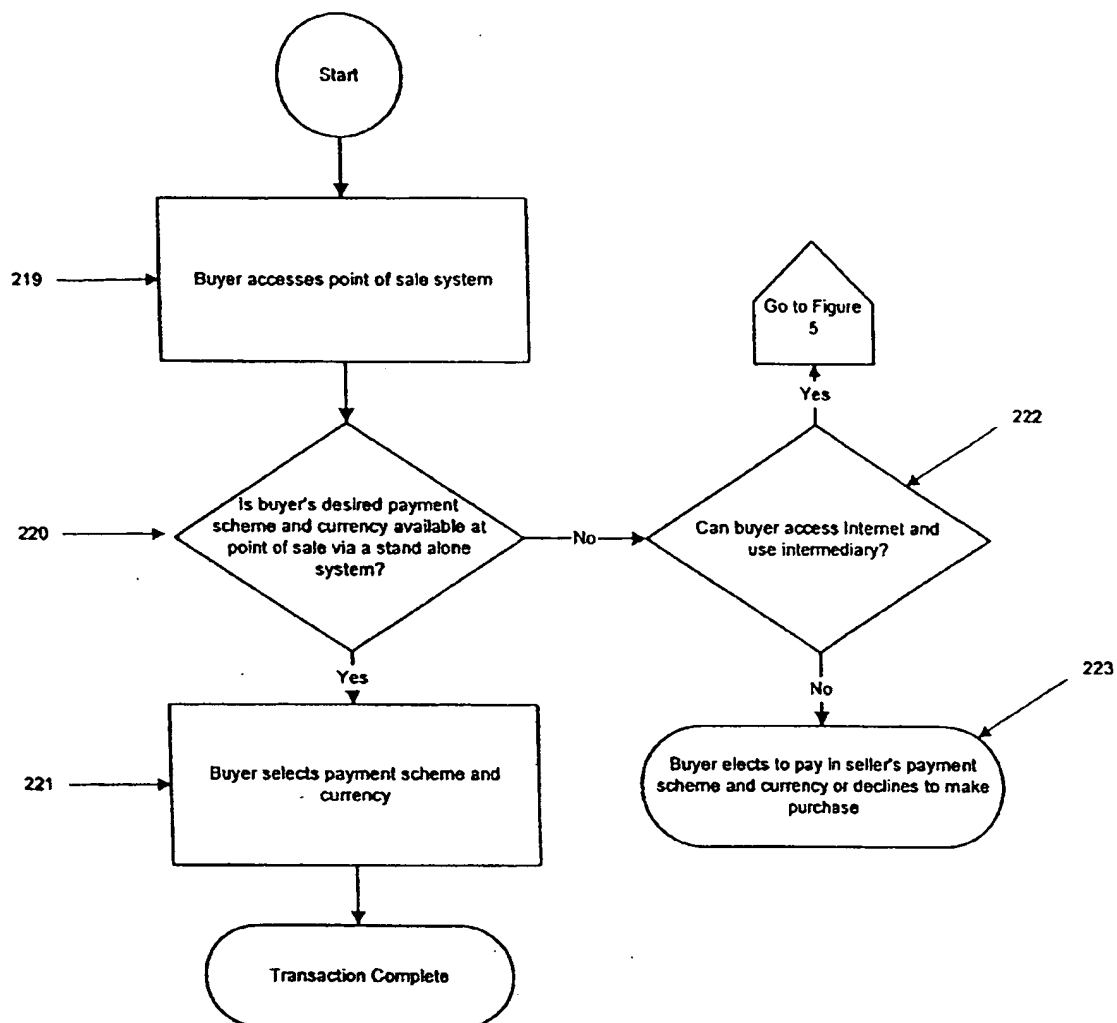 Start
219
Buyer accesses point of sale system
Go to Figure
5
Yes
222
220
Is buyer's desired payment
scheme and currency available at
point of sale via a stand alone
system?
No
Can buyer access Internet and
use intermediary?
Yes
No
223
221
Buyer selects payment scheme and
currency
Buyer elects to pay in seller's payment
scheme and currency or declines to make
purchase
Transaction Complete